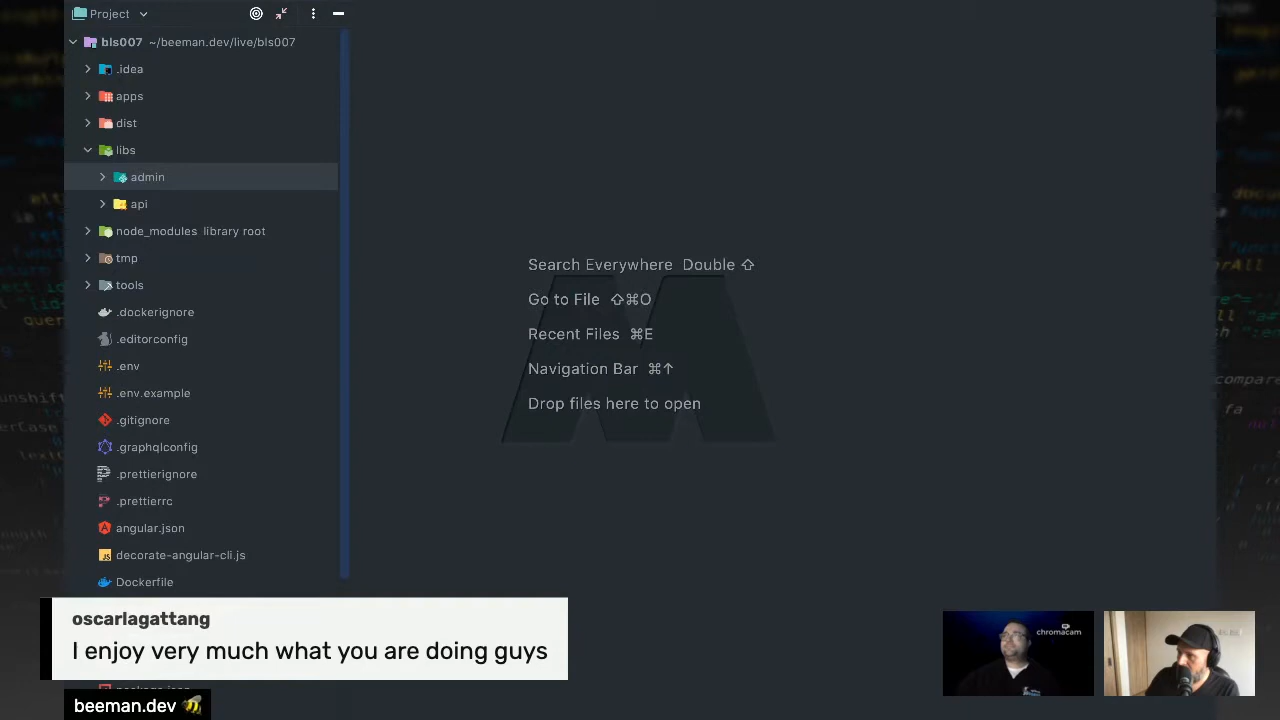 Project
bls007 ~/beeman.dev/live/bls007
.idea
apps
dist
libs
admin
api
node_modules library root
tmp
tools
.dockerignore
.editorconfig
.env
.env.example
.gitignore
.graphqlconfig
.prettierignore
.prettierrc
angular.json
decorate-angular-cli.js
Dockerfile
Search Everywhere Double ⇧
Go to File ⇧⌘O
Recent Files ⌘E
Navigation Bar ⌘↑
Drop files here to open
oscarlagattang
I enjoy very much what you are doing guys
beeman.dev 🐝
chromacam